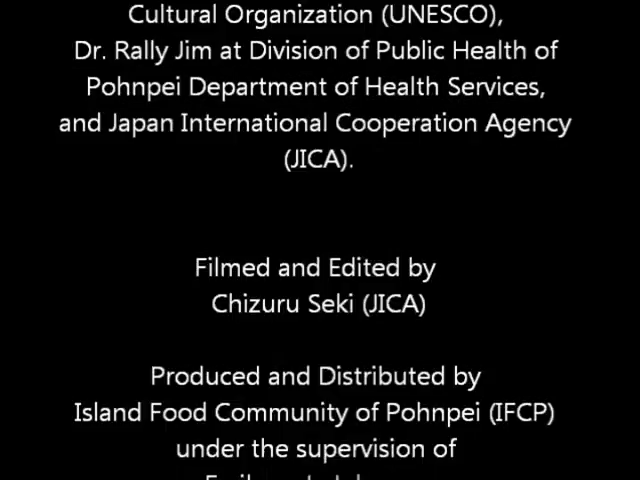 Cultural Organization (UNESCO),
Dr. Rally Jim at Division of Public Health of
Pohnpei Department of Health Services,
and Japan International Cooperation Agency
(JICA).
Filmed and Edited by
Chizuru Seki (JICA)
Produced and Distributed by
Island Food Community of Pohnpei (IFCP)
under the supervision of